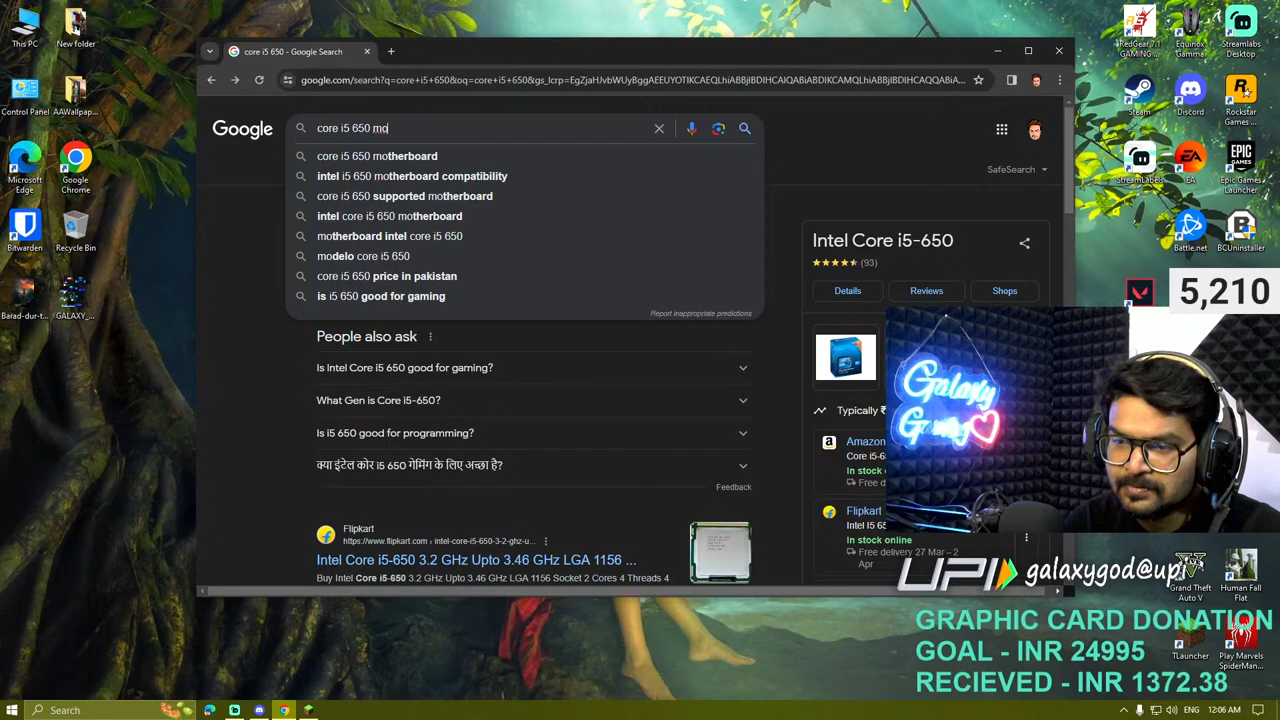 This PC
New folder
Control Panel
AAWallpap...
Microsoft Edge
Google Chrome
Bitwarden
Recycle Bin
Barad-dur-t...
GALAXY_...
core i5 650 - Google Search
google.com/search?q=core+i5+650&oq=core+i5+650&gs_lcrp=EgZjaHJvbWUyBggAEEUYOTIKCAEQLhiABBjIDIHCAIQABiABDIKCAMQLhiABBjIDIHCAQQABiA...
Google
core i5 650 mo
core i5 650 motherboard
intel i5 650 motherboard compatibility
core i5 650 supported motherboard
intel core i5 650 motherboard
motherboard intel core i5 650
modelo core i5 650
core i5 650 price in pakistan
is i5 650 good for gaming
Report inappropriate predictions
SafeSearch
People also ask
Is Intel Core i5 650 good for gaming?
What Gen is Core i5-650?
Is i5 650 good for programming?
क्या इंटेल कोर i5 650 गेमिंग के लिए अच्छा है?
Feedback
Flipkart
https://www.flipkart.com › intel-core-i5-650-3-2-ghz-u...
Intel Core i5-650 3.2 GHz Upto 3.46 GHz LGA 1156 ...
Buy Intel Core i5-650 3.2 GHz Upto 3.46 GHz LGA 1156 Socket 2 Cores 4 Threads 4
Intel Core i5-650
(93)
Details
Reviews
Shops
Typically ₹
Amazon
Core i5-6
In stock o
Free d
Flipkart
Intel I5 65
In stock online
Free delivery 27 Mar – 2
Apr
RedGear,7.1 GAMING ...
Equinox Gamma
Streamlabs Desktop
Steam
Discord
Rockstar Games ...
StreamLabels
EA
Epic Games Launcher
Battle.net
BCUninstaller
5,210
Galaxy
Gaming
UPI galaxygod@upi
Grand Theft Auto V
Human Fall Flat
TLauncher
Play Marvels SpiderMan...
GRAPHIC CARD DONATION
GOAL - INR 24995
RECIEVED - INR 1372.38
Search
ENG
12:06 AM